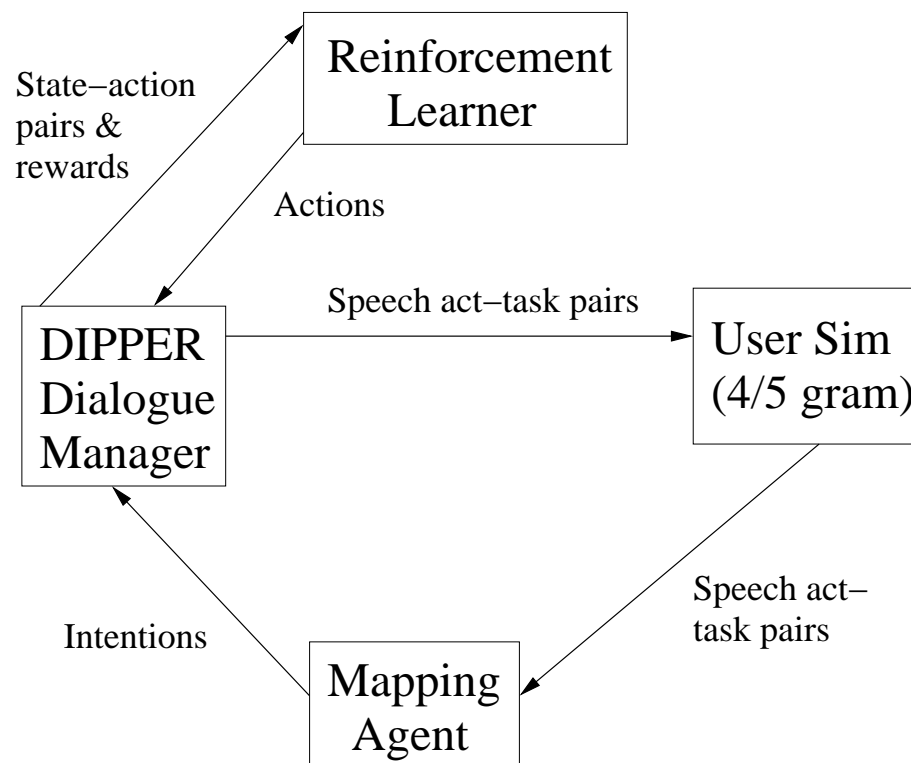 Reinforcement
Learner
State−action
pairs &
rewards
Actions
Speech act−task pairs
DIPPER
Dialogue
Manager
User Sim
(4/5 gram)
Speech act−
task pairs
Intentions
Mapping
Agent